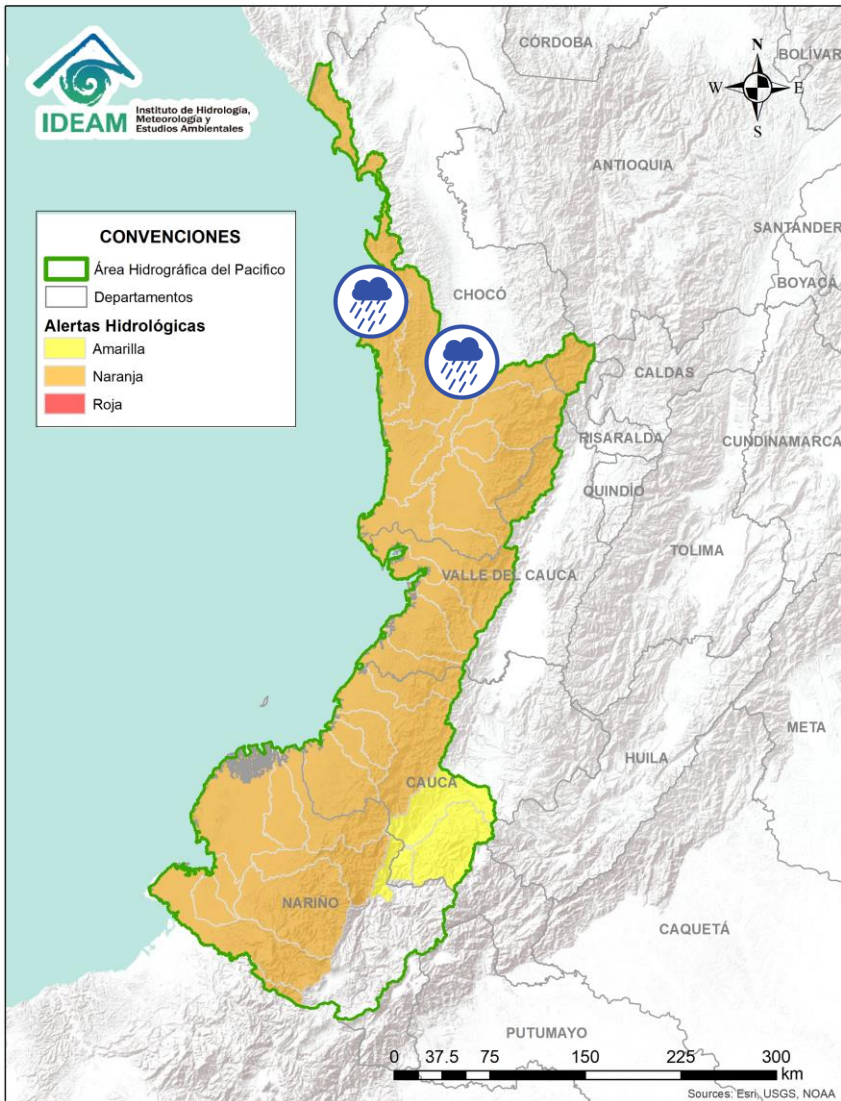 IDEAM
Instituto de Hidrología,
Meteorología y
Estudios Ambientales
CÓRDOBA
BOLÍVAR
N
W
E
S
ANTIOQUIA
SANTANDER
CONVENCIONES
Área Hidrográfica del Pacifico
Departamentos
Alertas Hidrológicas
Amarilla
Naranja
Roja
BOYACÁ
CHOCÓ
CALDAS
RISARALDA
CUNDINAMARCA
QUINDÍO
TOLIMA
VALLE DEL CAUCA
META
HUILA
CAUCA
NARIÑO
CAQUETÁ
PUTUMAYO
0 37.5 75 150 225 300
km
Sources: Esri, USGS, NOAA